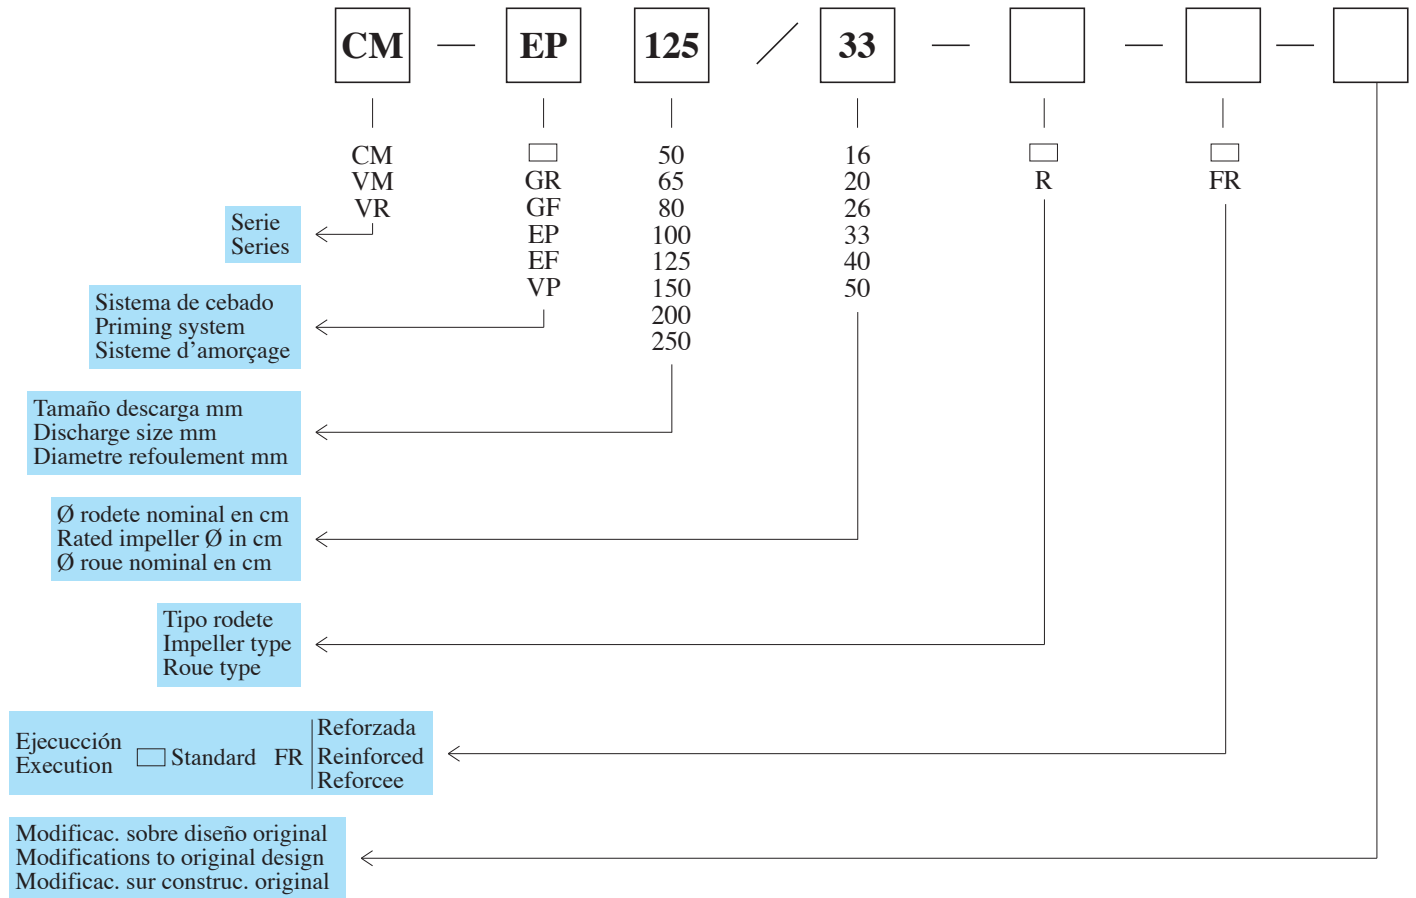 CM — EP 125 / 33 — — —
CM
VM
VR
GR
GF
EP
EF
VP
50
65
80
100
125
150
200
250
16
20
26
33
40
50
R
FR
Serie
Series
Sistema de cebado
Priming system
Sisteme d’amorçage
Tamaño descarga mm
Discharge size mm
Diametre refoulement mm
Ø rodete nominal en cm
Rated impeller Ø in cm
Ø roue nominal en cm
Tipo rodete
Impeller type
Roue type
Ejecucción
Execution
Standard FR
Reforzada
Reinforced
Reforcee
Modificac. sobre diseño original
Modifications to original design
Modificac. sur construc. original